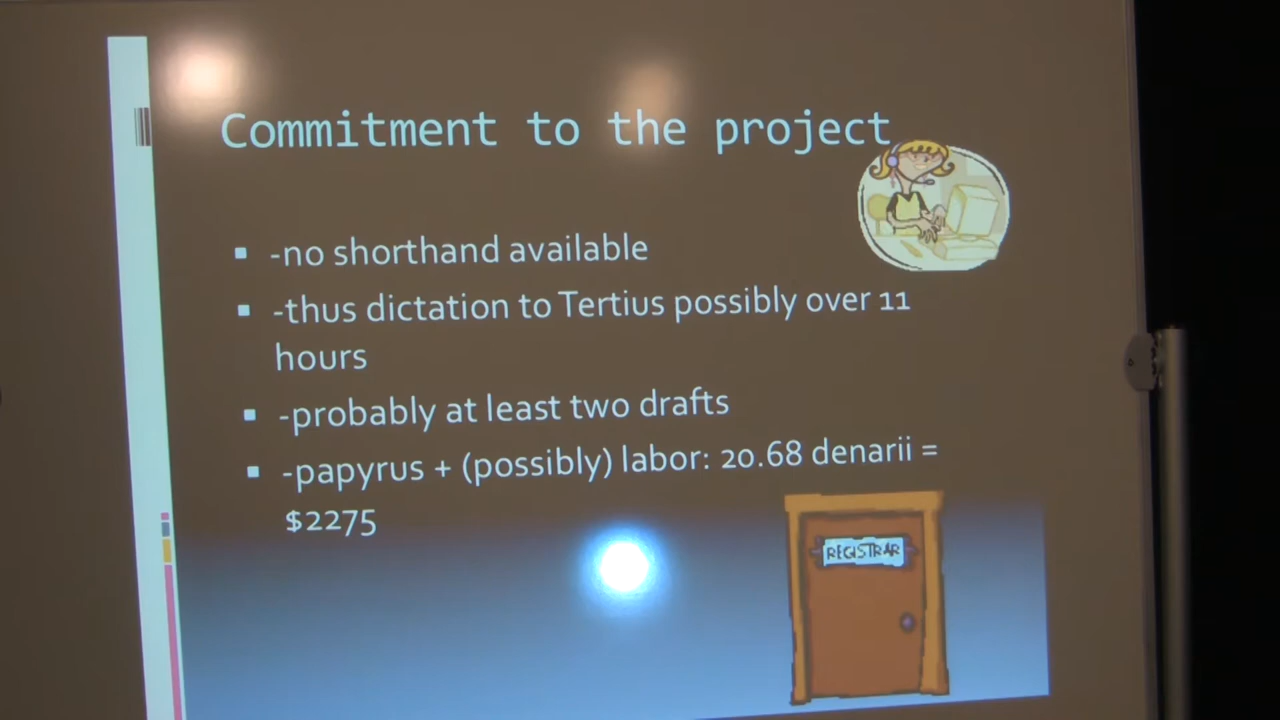 Commitment to the project
-no shorthand available
-thus dictation to Tertius possibly over 11
hours
-probably at least two drafts
-papyrus + (possibly) labor: 20.68 denarii =
$2275
REGISTRAR